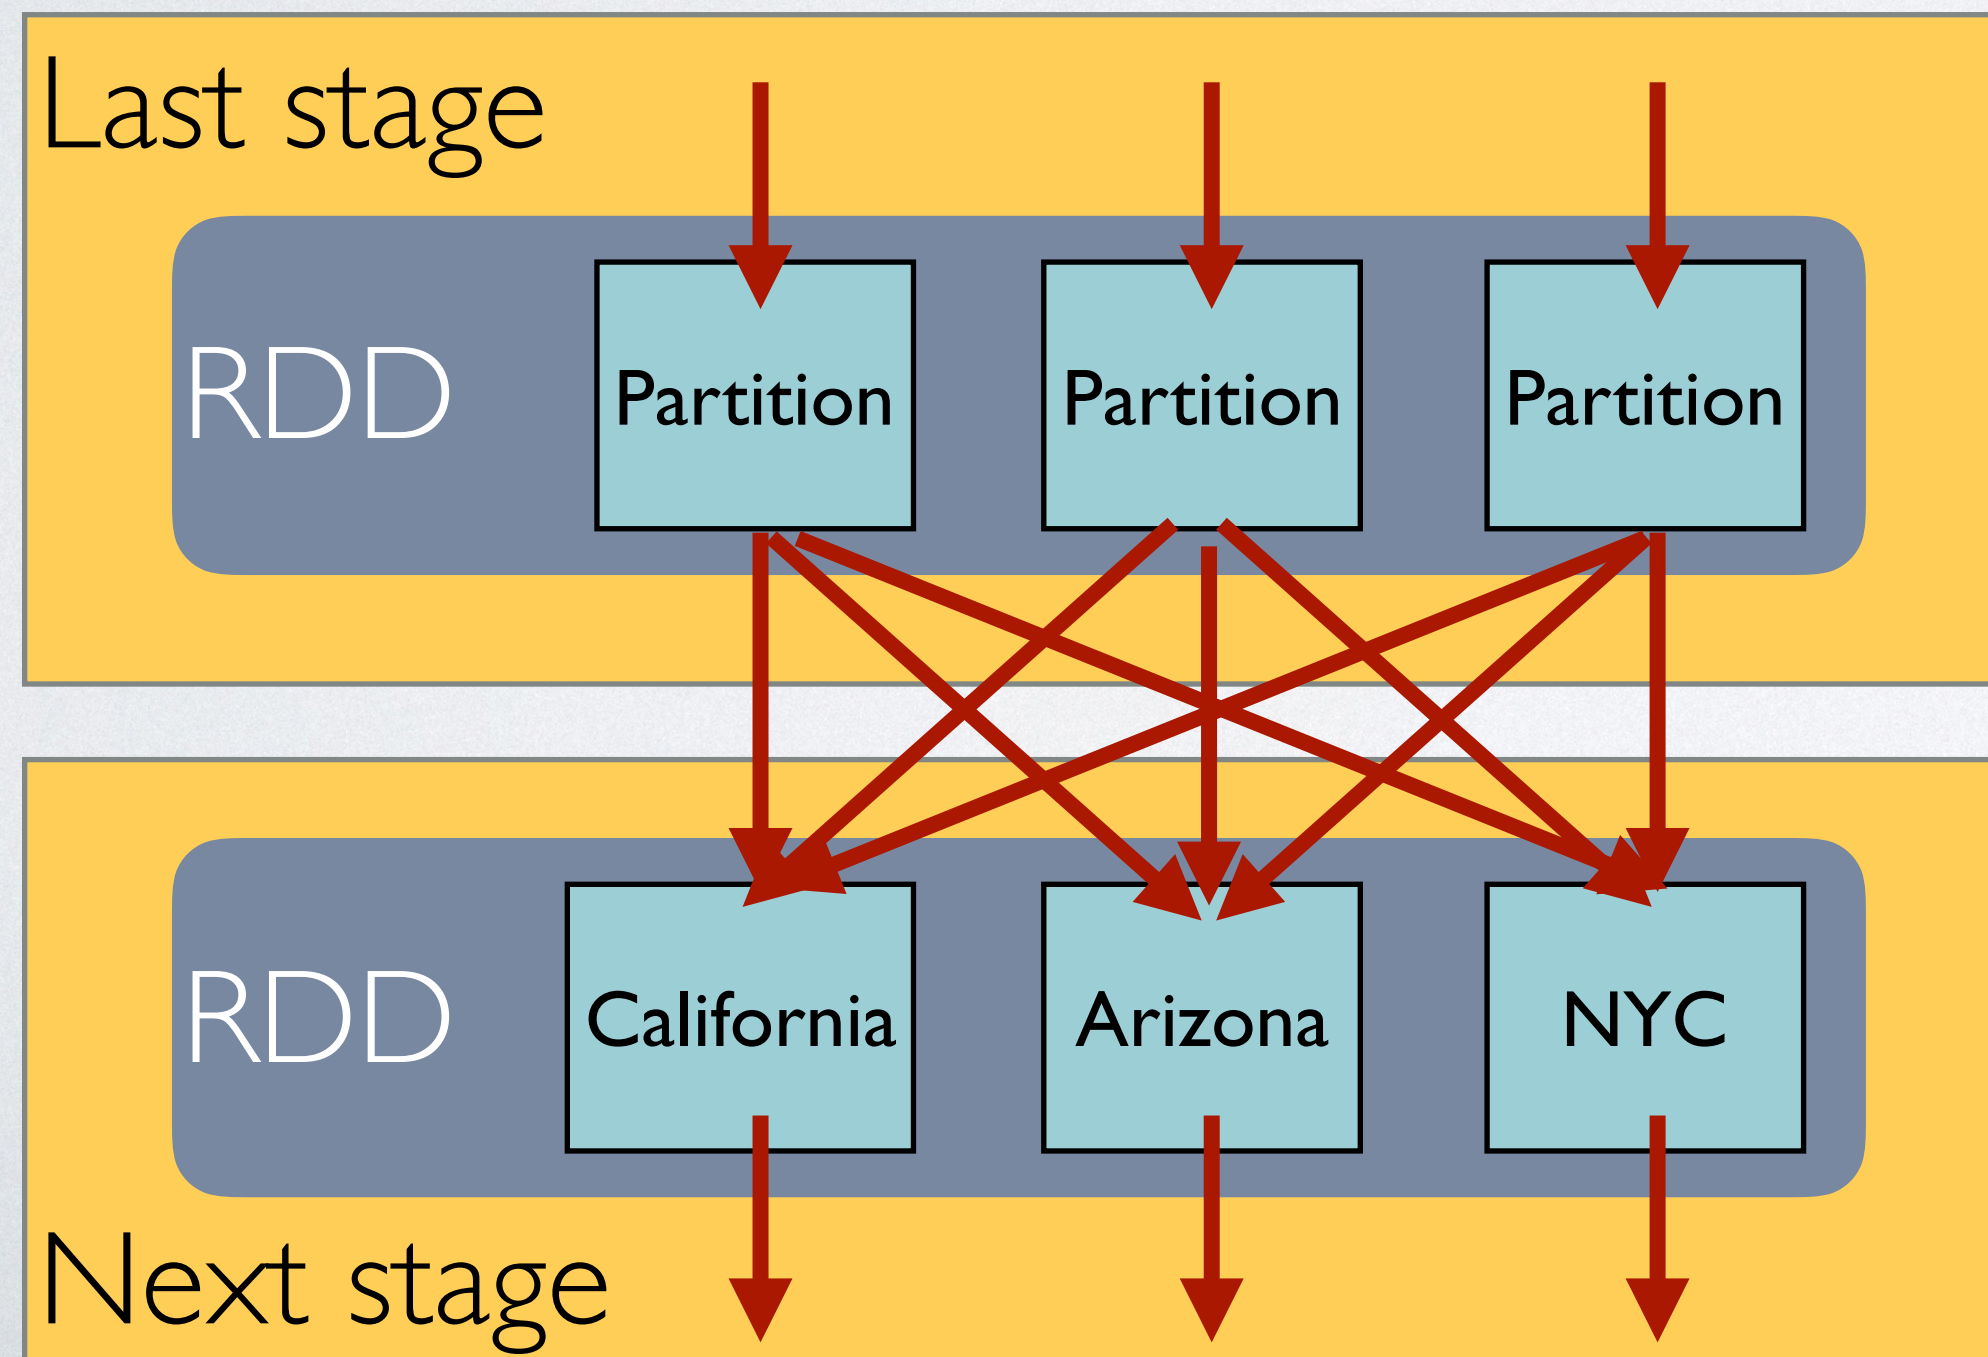 Last stage
RDD
Partition
Partition
Partition
RDD
California
Arizona
NYC
Next stage